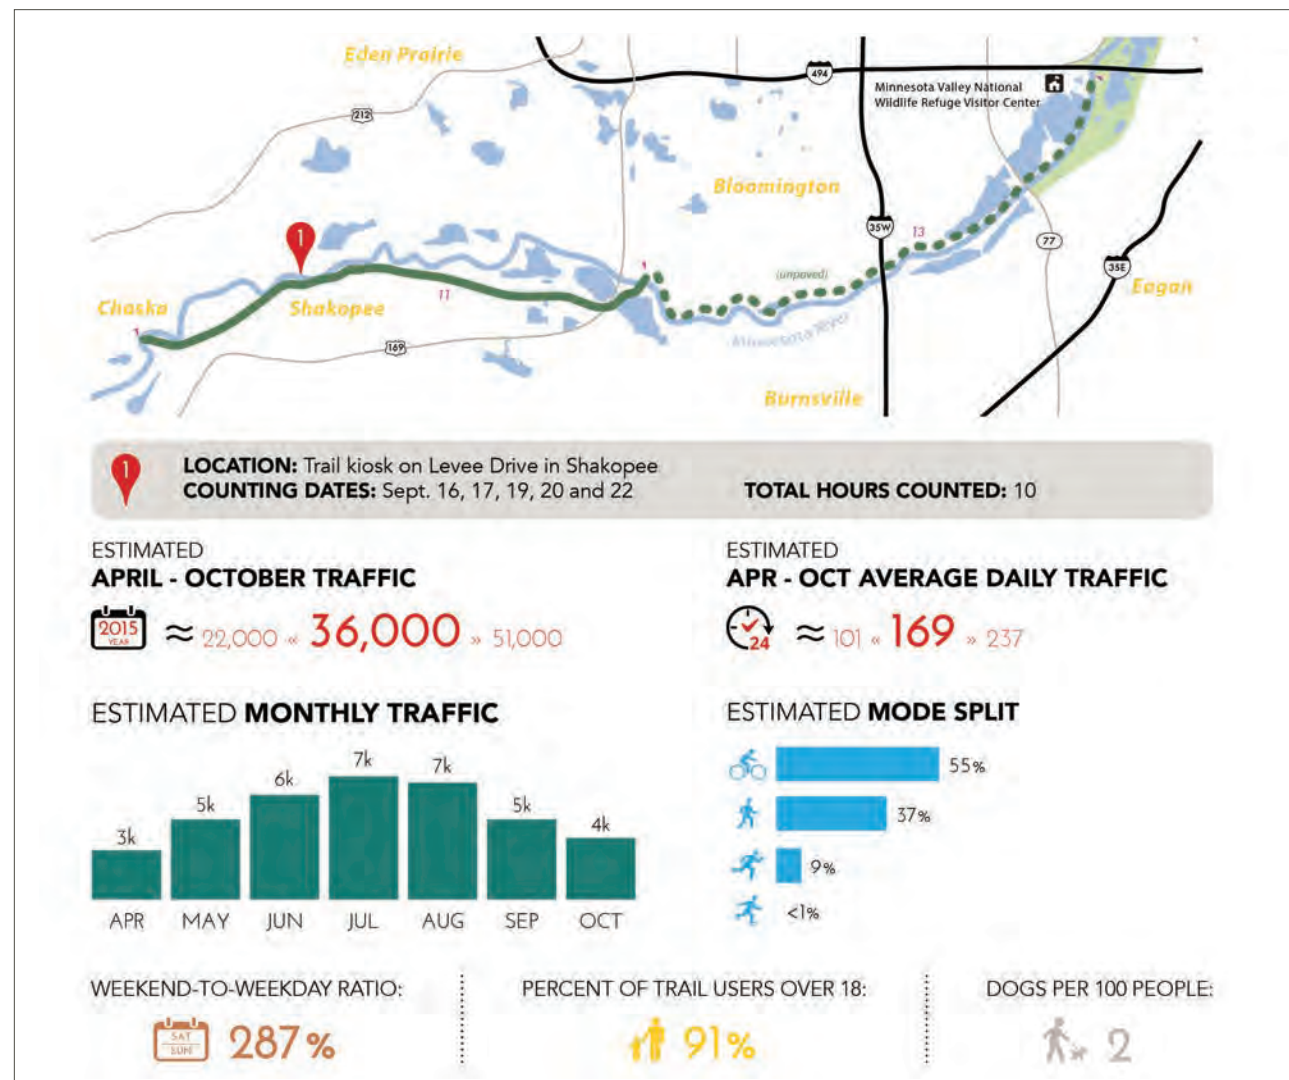 Eden Prairie
494
Minnesota Valley National
Wildlife Refuge Visitor Center
212
Bloomington
1
35W
13
77
(unpaved)
35E
Chaska
Shakopee
11
Eagan
169
Minnesota River
Burnsville
1
LOCATION: Trail kiosk on Levee Drive in Shakopee
COUNTING DATES: Sept. 16, 17, 19, 20 and 22
TOTAL HOURS COUNTED: 10
ESTIMATED
APRIL - OCTOBER TRAFFIC
2015
YEAR
≈ 22,000 « 36,000 » 51,000
ESTIMATED
APR - OCT AVERAGE DAILY TRAFFIC
24
≈ 101 « 169 » 237
ESTIMATED MONTHLY TRAFFIC
3k 5k 6k 7k 7k 5k 4k
APR MAY JUN JUL AUG SEP OCT
ESTIMATED MODE SPLIT
55%
37%
9%
<1%
WEEKEND-TO-WEEKDAY RATIO:
SAT
SUN
287%
PERCENT OF TRAIL USERS OVER 18:
91%
DOGS PER 100 PEOPLE:
2